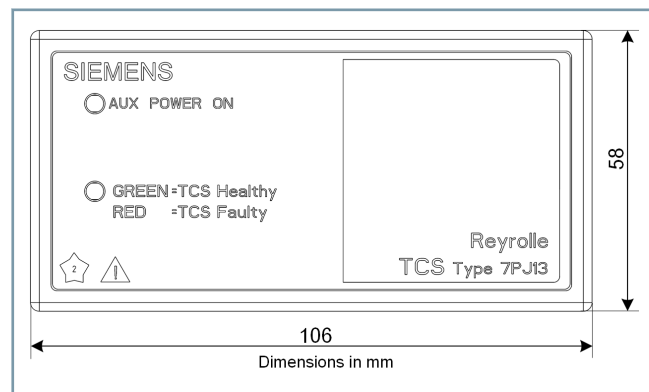 SIEMENS
AUX POWER ON
GREEN=TCS Healthy
RED =TCS Faulty
2
!
Reyrolle
TCS Type 7PJ13
58
106
Dimensions in mm